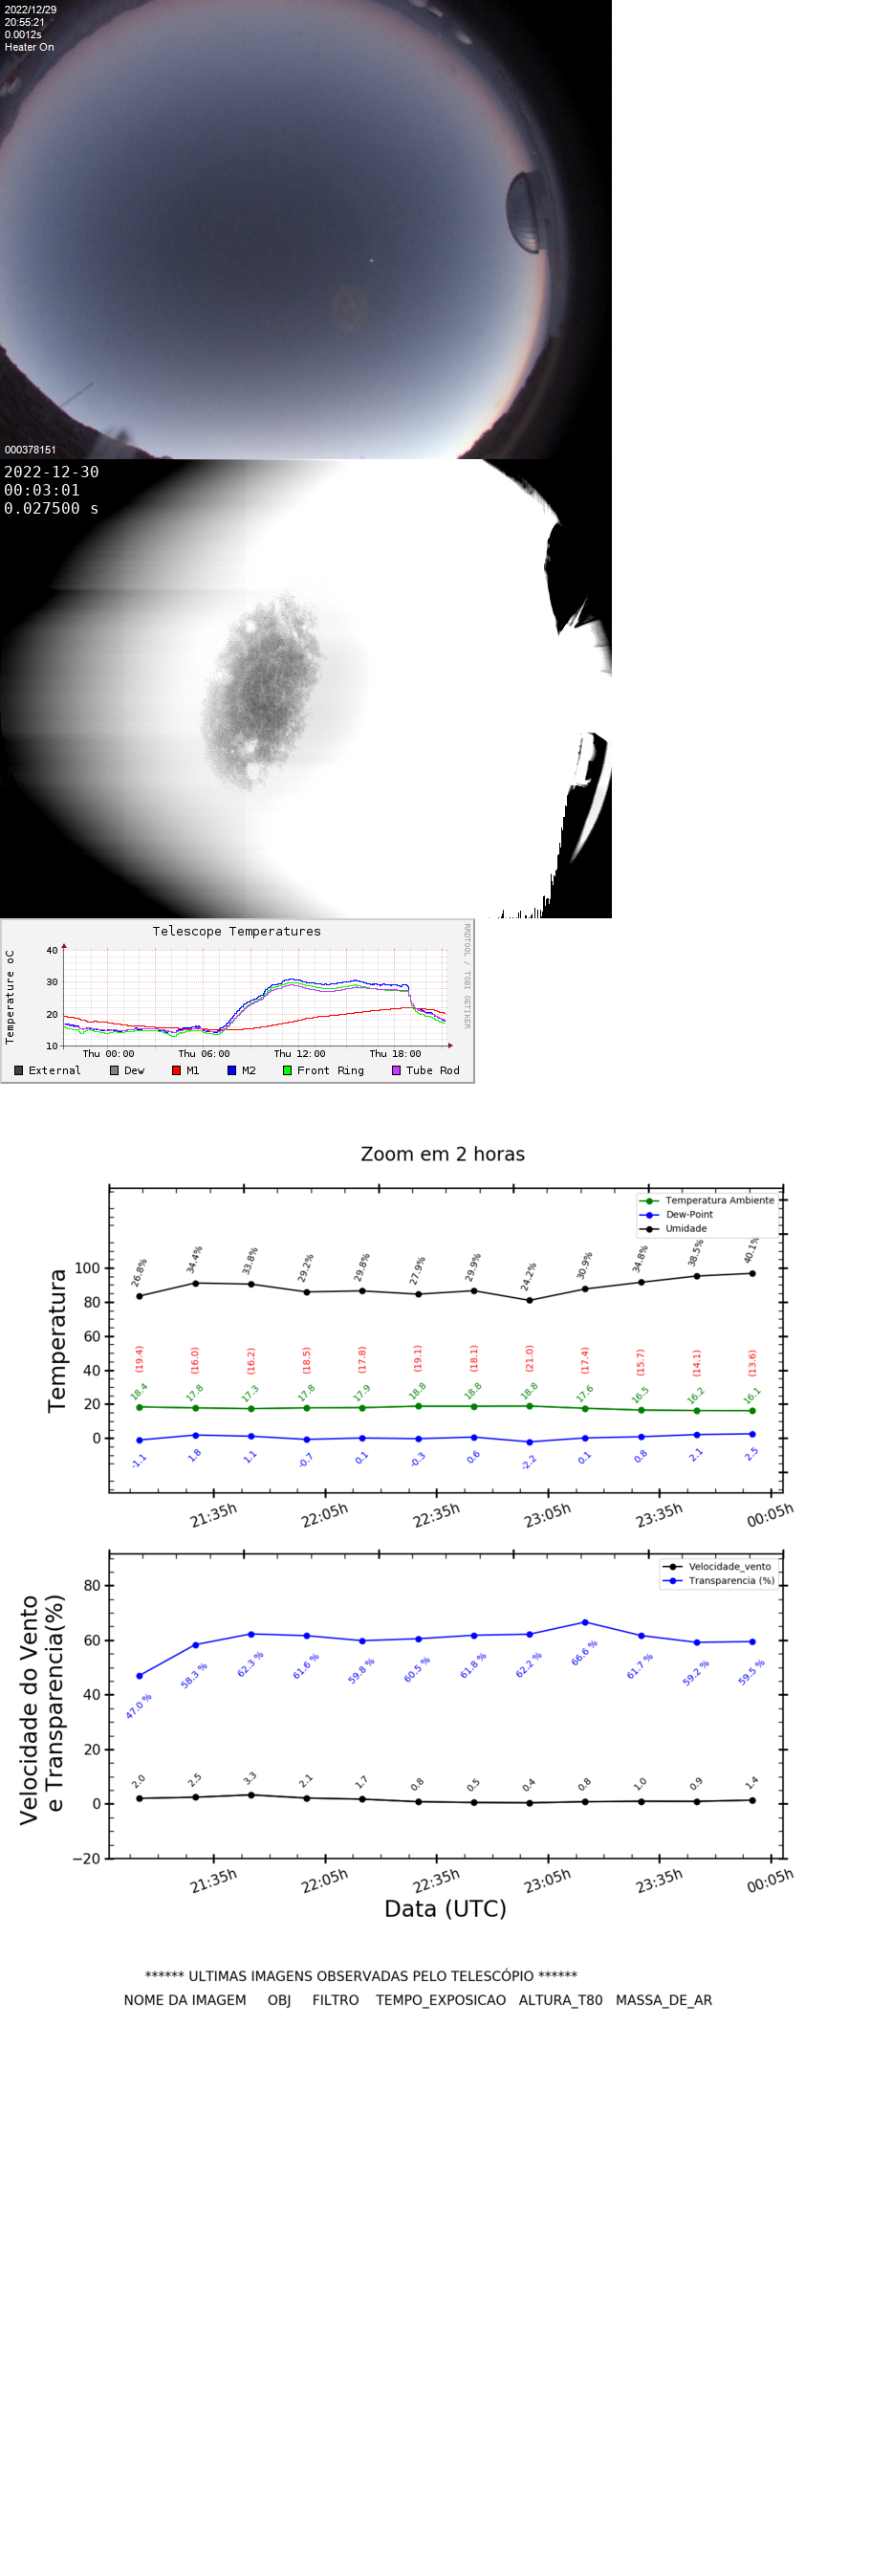 2022/12/29
20:55:21
0.0012s
Heater On
000378151
2022-12-30
00:03:01
0.027500 s
Telescope Temperatures
RRDTOOL / TOBI OETIKER
Temperature oC
40
30
20
10
Thu 00:00 Thu 06:00 Thu 12:00 Thu 18:00
External Dew M1 M2 Front Ring Tube Rod
Zoom em 2 horas
Temperatura Ambiente
Dew-Point
Umidade
Temperatura
100
80
60
40
20
0
26.8% 34.4% 33.8% 29.2% 29.8% 27.9% 29.9% 24.2% 30.9% 34.8% 38.5% 40.1%
(19.4) (16.0) (16.2) (18.5) (17.8) (19.1) (18.1) (21.0) (17.4) (15.7) (14.1) (13.6)
18.4 17.8 17.3 17.8 17.9 18.8 18.8 18.8 17.6 16.5 16.2 16.1
-1.1 1.8 1.1 -0.7 0.1 -0.3 0.6 -2.2 0.1 0.8 2.1 2.5
21:35h 22:05h 22:35h 23:05h 23:35h 00:05h
Velocidade_vento
Transparencia (%)
Velocidade do Vento
e Transparencia(%)
80
60
40
20
0
−20
47.0 % 58.3 % 62.3 % 61.6 % 59.8 % 60.5 % 61.8 % 62.2 % 66.6 % 61.7 % 59.2 % 59.5 %
2.0 2.5 3.3 2.1 1.7 0.8 0.5 0.4 0.8 1.0 0.9 1.4
21:35h 22:05h 22:35h 23:05h 23:35h 00:05h
Data (UTC)
****** ULTIMAS IMAGENS OBSERVADAS PELO TELESCÓPIO ******
NOME DA IMAGEM OBJ FILTRO TEMPO_EXPOSICAO ALTURA_T80 MASSA_DE_AR